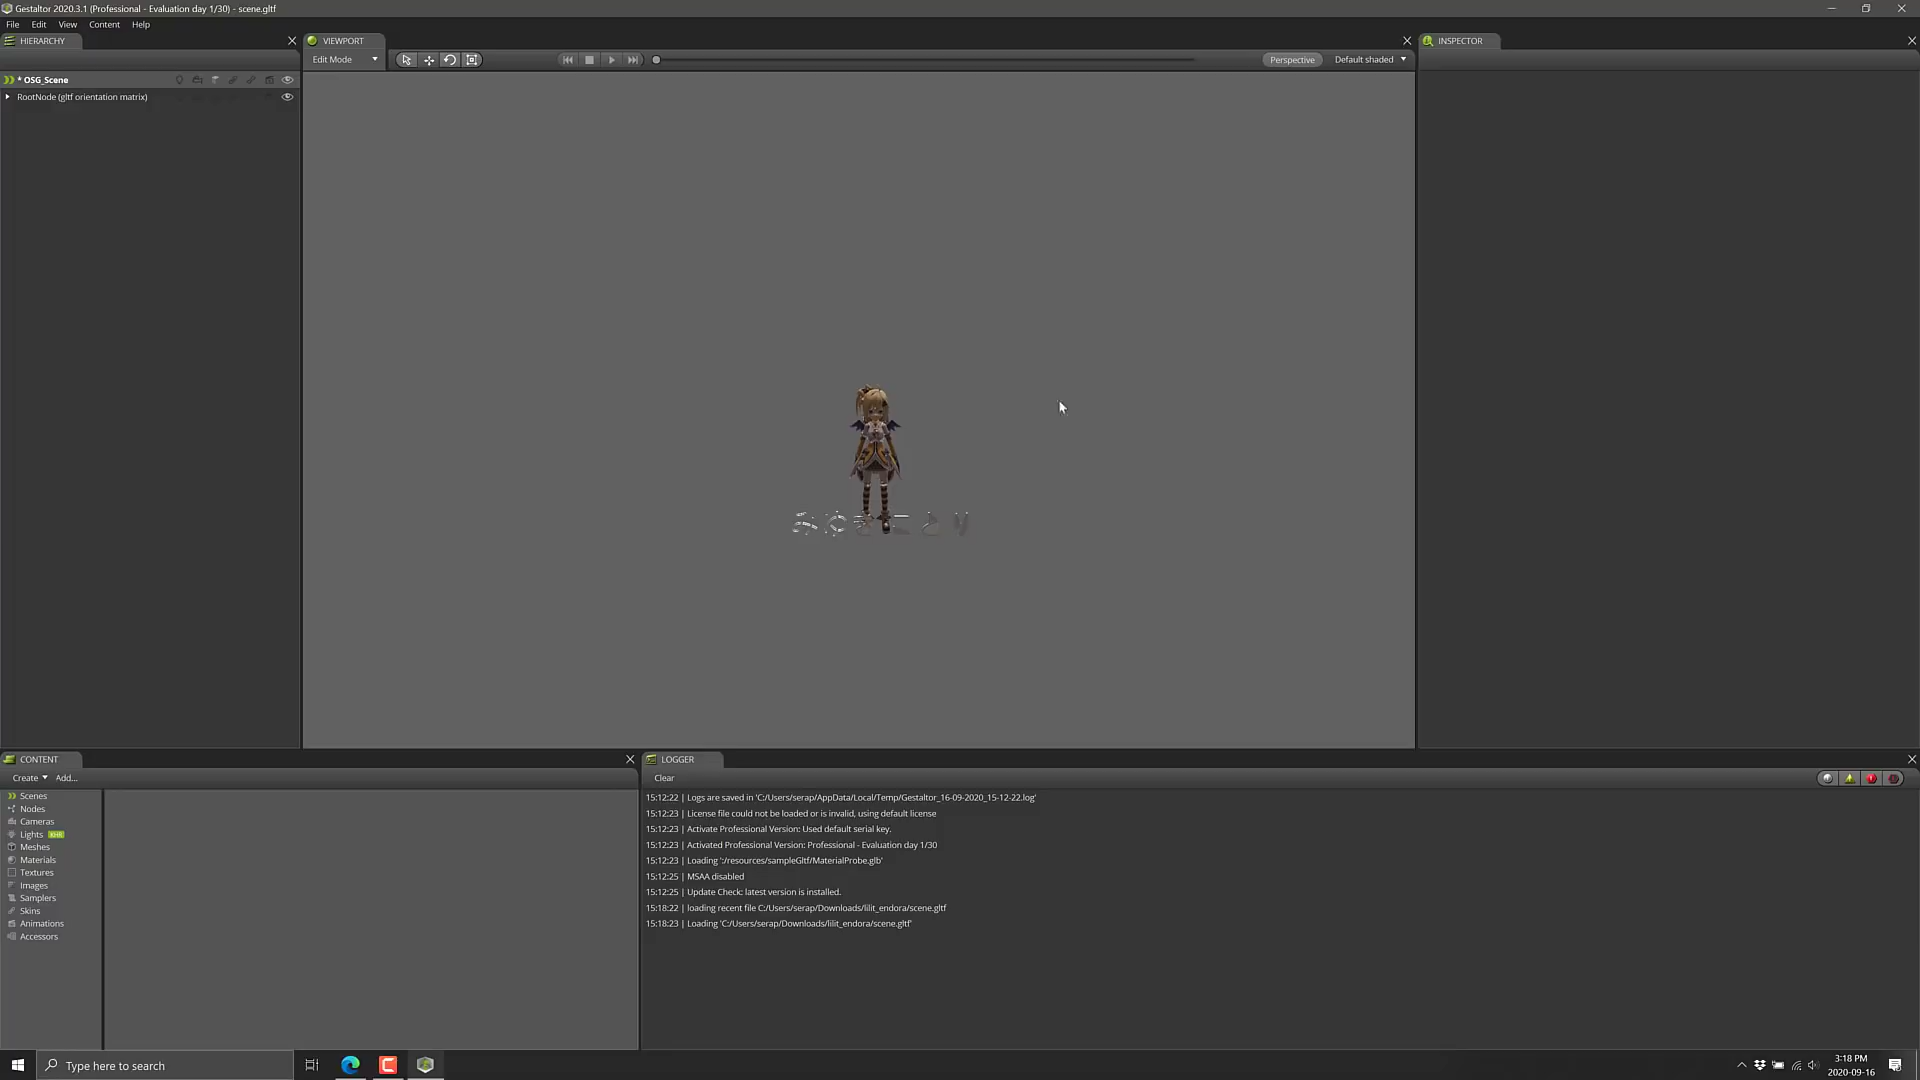 Gestaltor 2020.3.1 (Professional - Evaluation day 1/30) - scene.gltf
File Edit View Content Help
HIERARCHY
VIEWPORT
INSPECTOR
Edit Mode
Perspective
Default shaded
* OSG_Scene
RootNode (gltf orientation matrix)
CONTENT
Create Add...
Scenes
Nodes
Cameras
Lights KHR
Meshes
Materials
Textures
Images
Samplers
Skins
Animations
Accessors
LOGGER
Clear
15:12:22 | Logs are saved in 'C:/Users/serap/AppData/Local/Temp/Gestaltor_16-09-2020_15-12-22.log'
15:12:23 | License file could not be loaded or is invalid, using default license
15:12:23 | Activate Professional Version: Used default serial key.
15:12:23 | Activated Professional Version: Professional - Evaluation day 1/30
15:12:23 | Loading ':/resources/sampleGltf/MaterialProbe.glb'
15:12:25 | MSAA disabled
15:12:25 | Update Check: latest version is installed.
15:18:22 | loading recent file C:/Users/serap/Downloads/lilit_endora/scene.gltf
15:18:23 | Loading 'C:/Users/serap/Downloads/lilit_endora/scene.gltf'
Type here to search
3:18 PM
2020-09-16